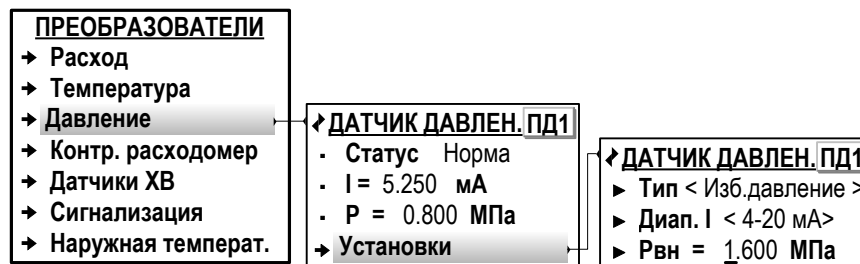 ПРЕОБРАЗОВАТЕЛИ
Расход
Температура
Давление
Контр. расходомер
Датчики ХВ
Сигнализация
Наружная температ.
ДАТЧИК ДАВЛЕН. ПД1
Статус Норма
I = 5.250 мА
P = 0.800 МПа
Установки
ДАТЧИК ДАВЛЕН. ПД1
Тип < Изб.давление >
Диап. I < 4-20 мА>
Рвн = 1.600 МПа